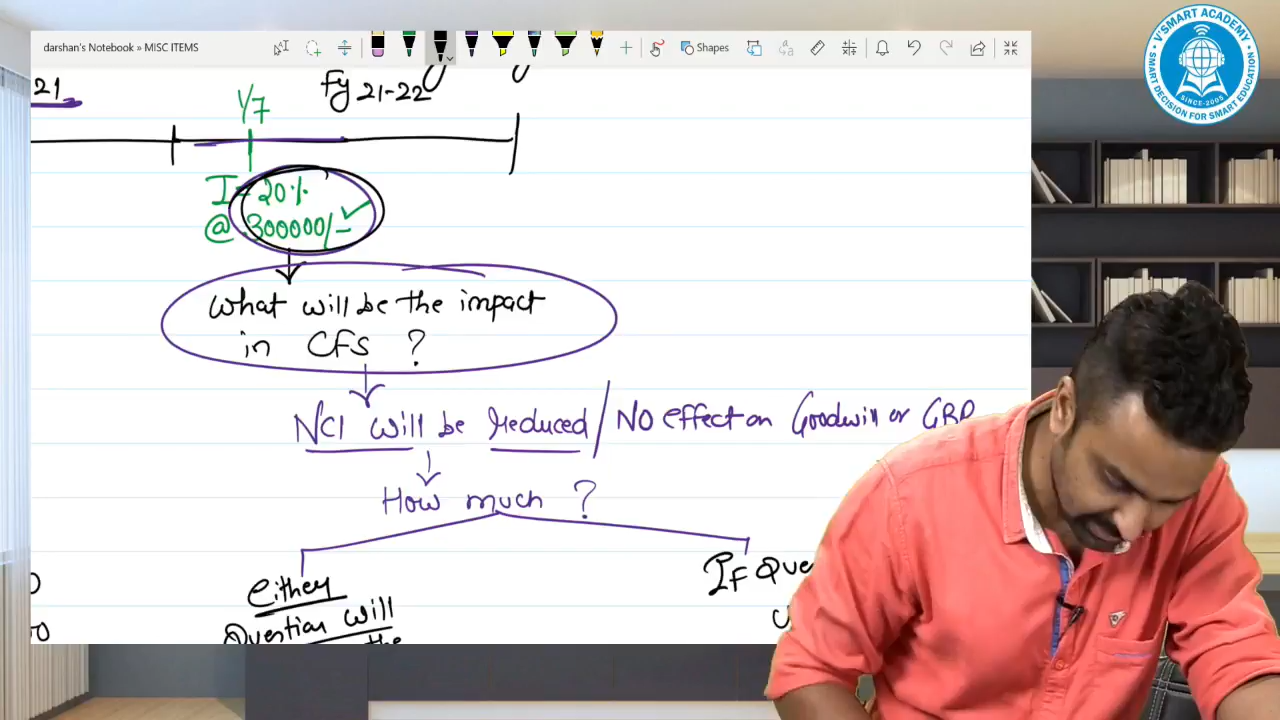 darshan's Notebook » MISC ITEMS
Shapes
V'SMART ACADEMY
SMART DECISION FOR SMART EDUCATION
SINCE-2005
21
Fy 21-22
1/7
I - 20%
@ 300000/-
What will be the impact
in CFS ?
NCI will be reduced / NO effect on Goodwill or GBP
How much ?
either
Question will
the
IF Que